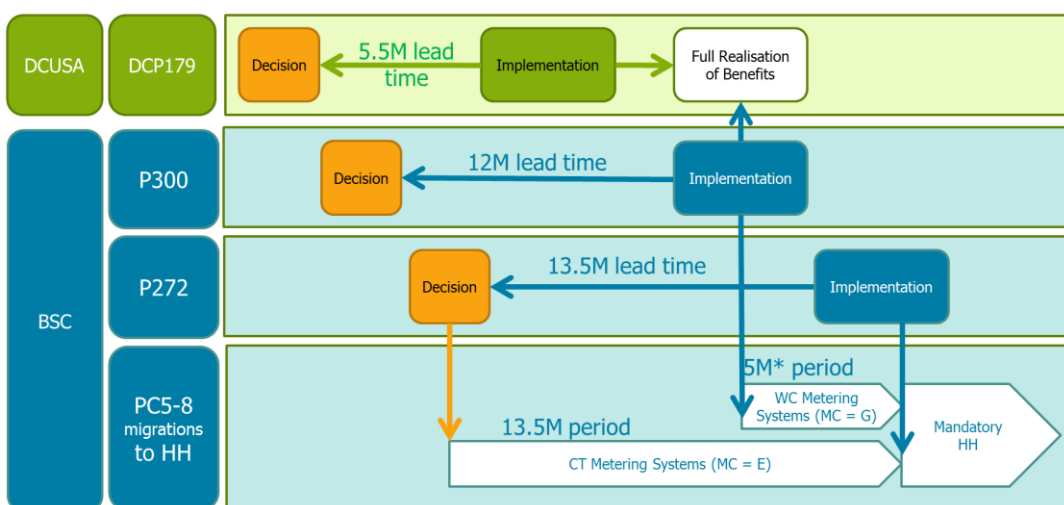 DCUSA
DCP179
Decision
5.5M lead
time
Implementation
Full Realisation
of Benefits
BSC
P300
Decision
12M lead time
Implementation
P272
Decision
13.5M lead time
Implementation
PC5-8
migrations
to HH
5M* period
WC Metering
Systems (MC = G)
13.5M period
CT Metering Systems (MC = E)
Mandatory
HH